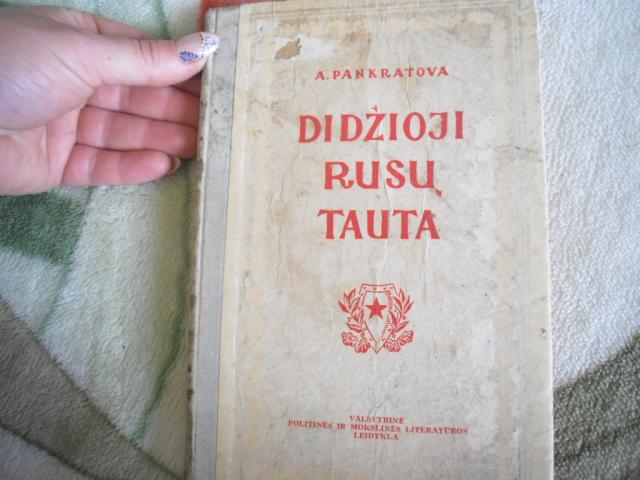 A. PANKRATOVA
DIDŽIOJI
RUSŲ
TAUTA
VALSTYBINĖ
POLITINĖS IR MOKSLINĖS LITERATŪROS
LEIDYKLA